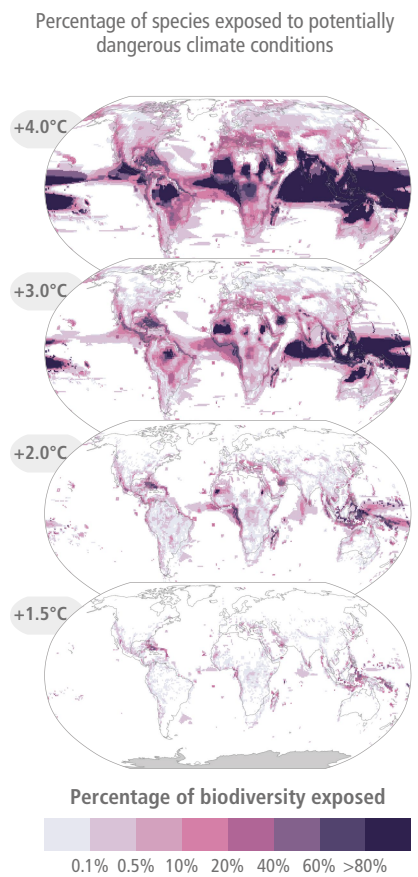 Percentage of species exposed to potentially
dangerous climate conditions
+4.0°C
+3.0°C
+2.0°C
+1.5°C
Percentage of biodiversity exposed
0.1% 0.5% 10% 20% 40% 60% >80%